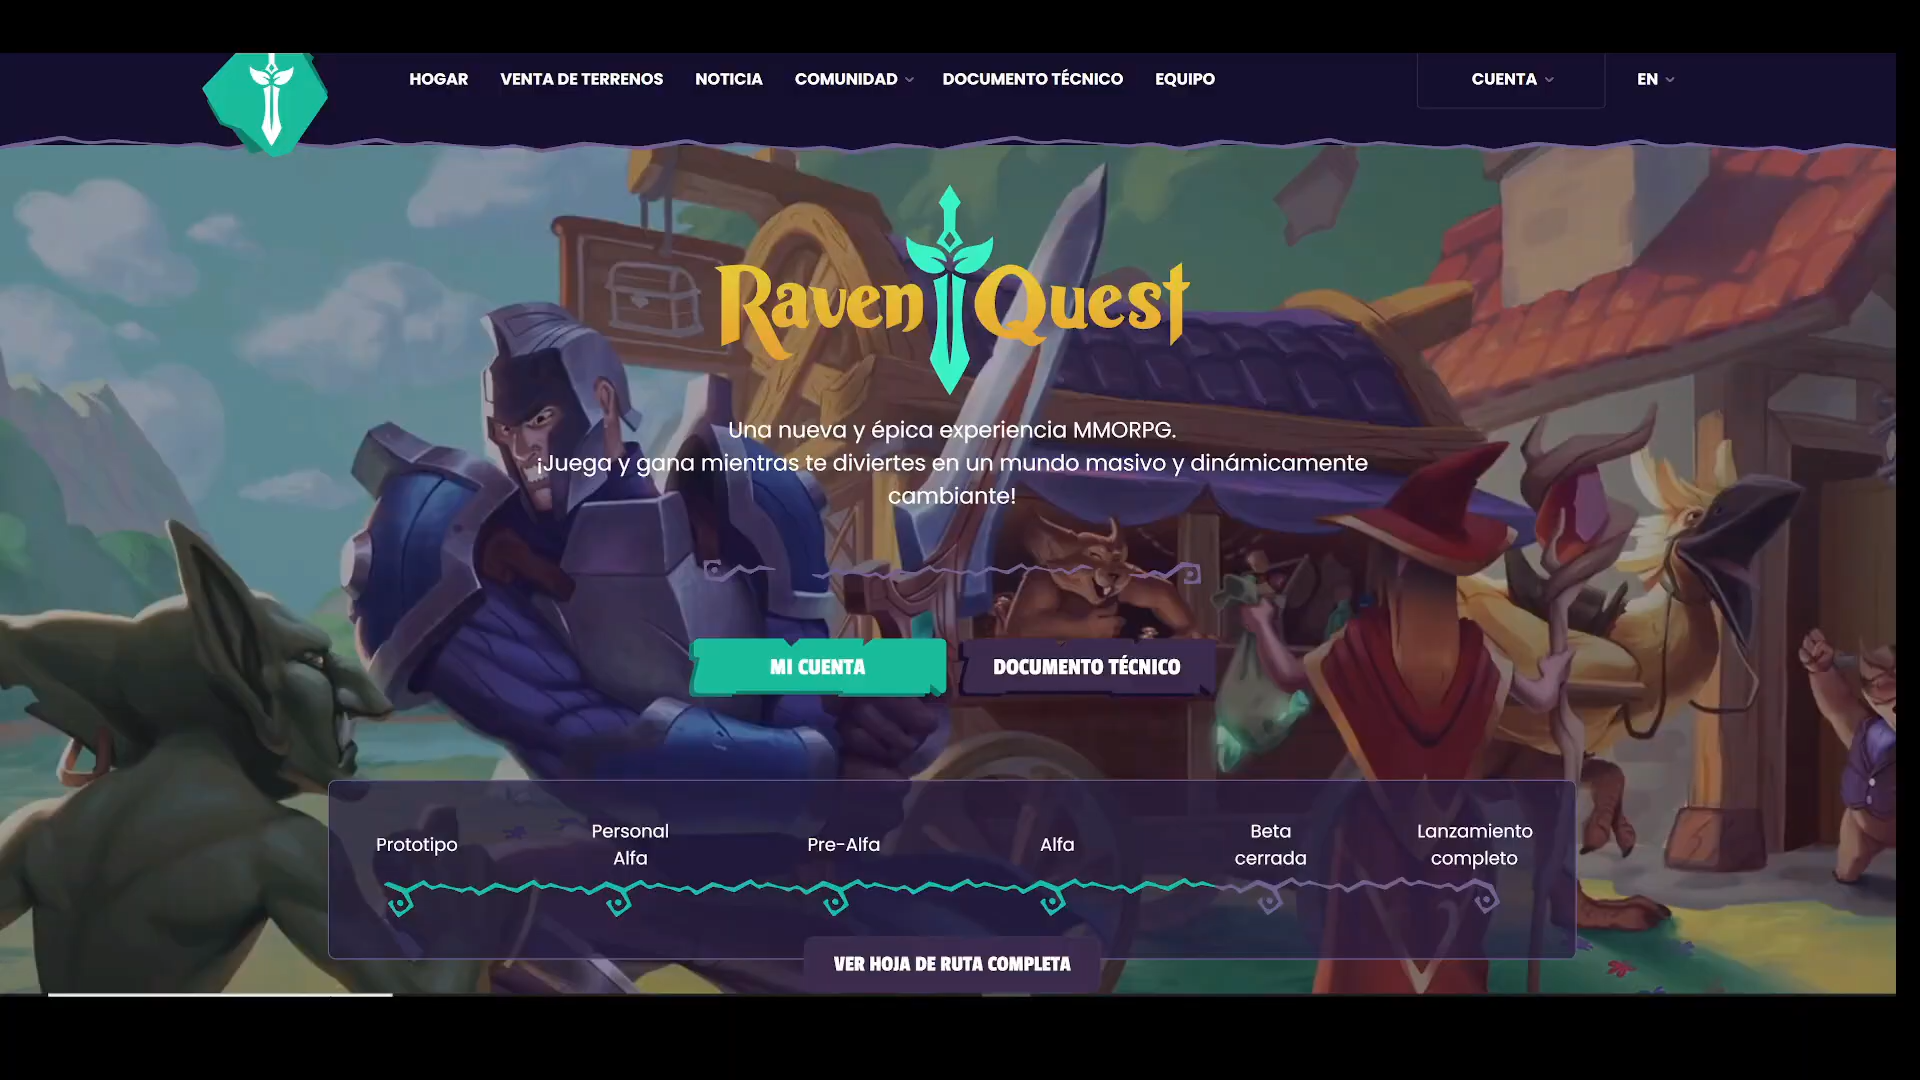 HOGAR VENTA DE TERRENOS NOTICIA COMUNIDAD DOCUMENTO TÉCNICO EQUIPO CUENTA EN
Raven Quest
Una nueva y épica experiencia MMORPG.
¡Juega y gana mientras te diviertes en un mundo masivo y dinámicamente
cambiante!
MI CUENTA DOCUMENTO TÉCNICO
Prototipo
Personal
Alfa
Pre-Alfa
Alfa
Beta
cerrada
Lanzamiento
completo
VER HOJA DE RUTA COMPLETA